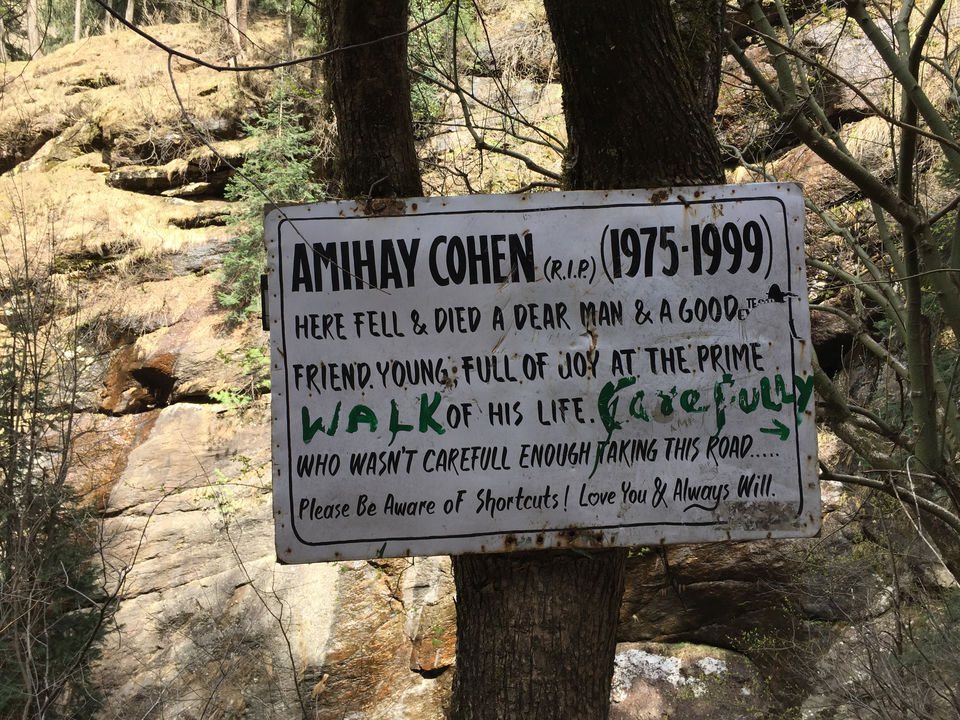 AMIHAY COHEN (R.I.P.) (1975-1999)
HERE FELL & DIED A DEAR MAN & A GOOD
FRIEND. YOUNG. FULL OF JOY AT THE PRIME
WALK OF HIS LIFE. Carefully
WHO WASN'T CAREFULL ENOUGH TAKING THIS ROAD.....
Please Be Aware of Shortcuts! Love You & Always Will.